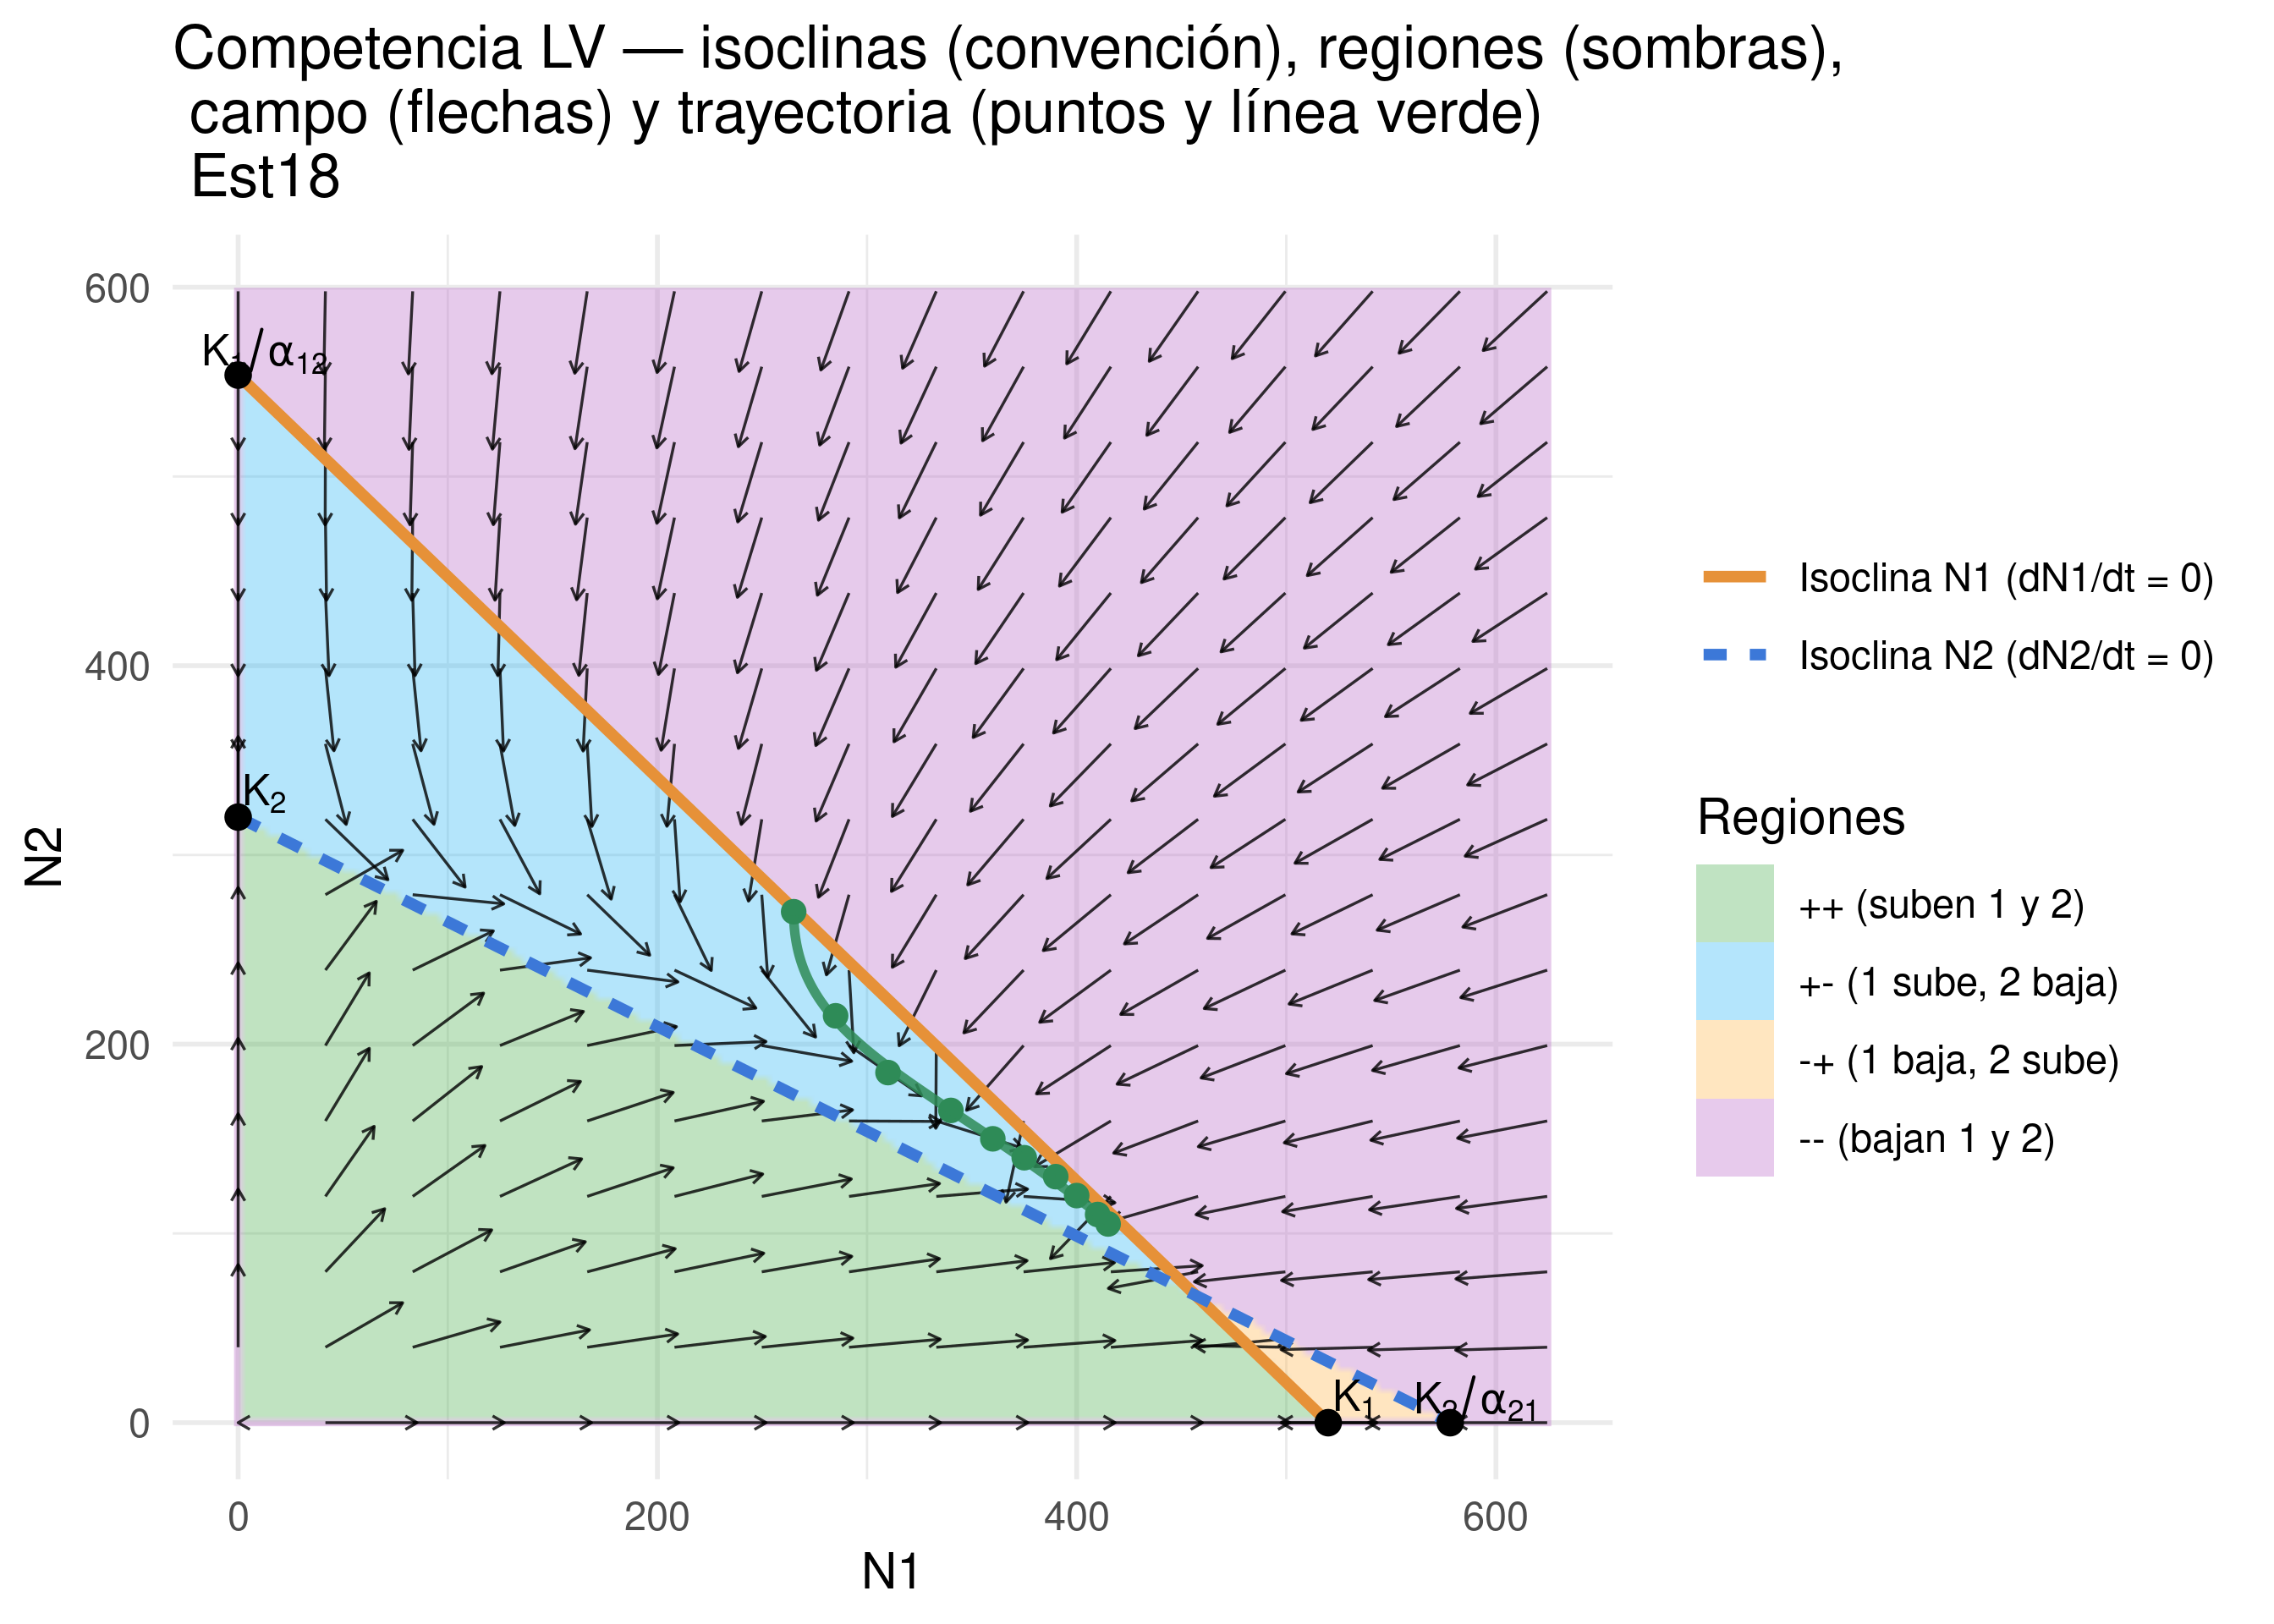 Competencia LV — isoclinas (convención), regiones (sombras),
campo (flechas) y trayectoria (puntos y línea verde)
Est18
600
400
200
0
N2
K₁/α₁₂
K₂
K₁
K₂/α₂₁
0
200
400
600
N1
Isoclina N1 (dN1/dt = 0)
Isoclina N2 (dN2/dt = 0)
Regiones
++ (suben 1 y 2)
+- (1 sube, 2 baja)
-+ (1 baja, 2 sube)
-- (bajan 1 y 2)